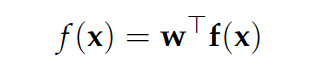 f(𝐱) = 𝐰⊤𝐟(𝐱)